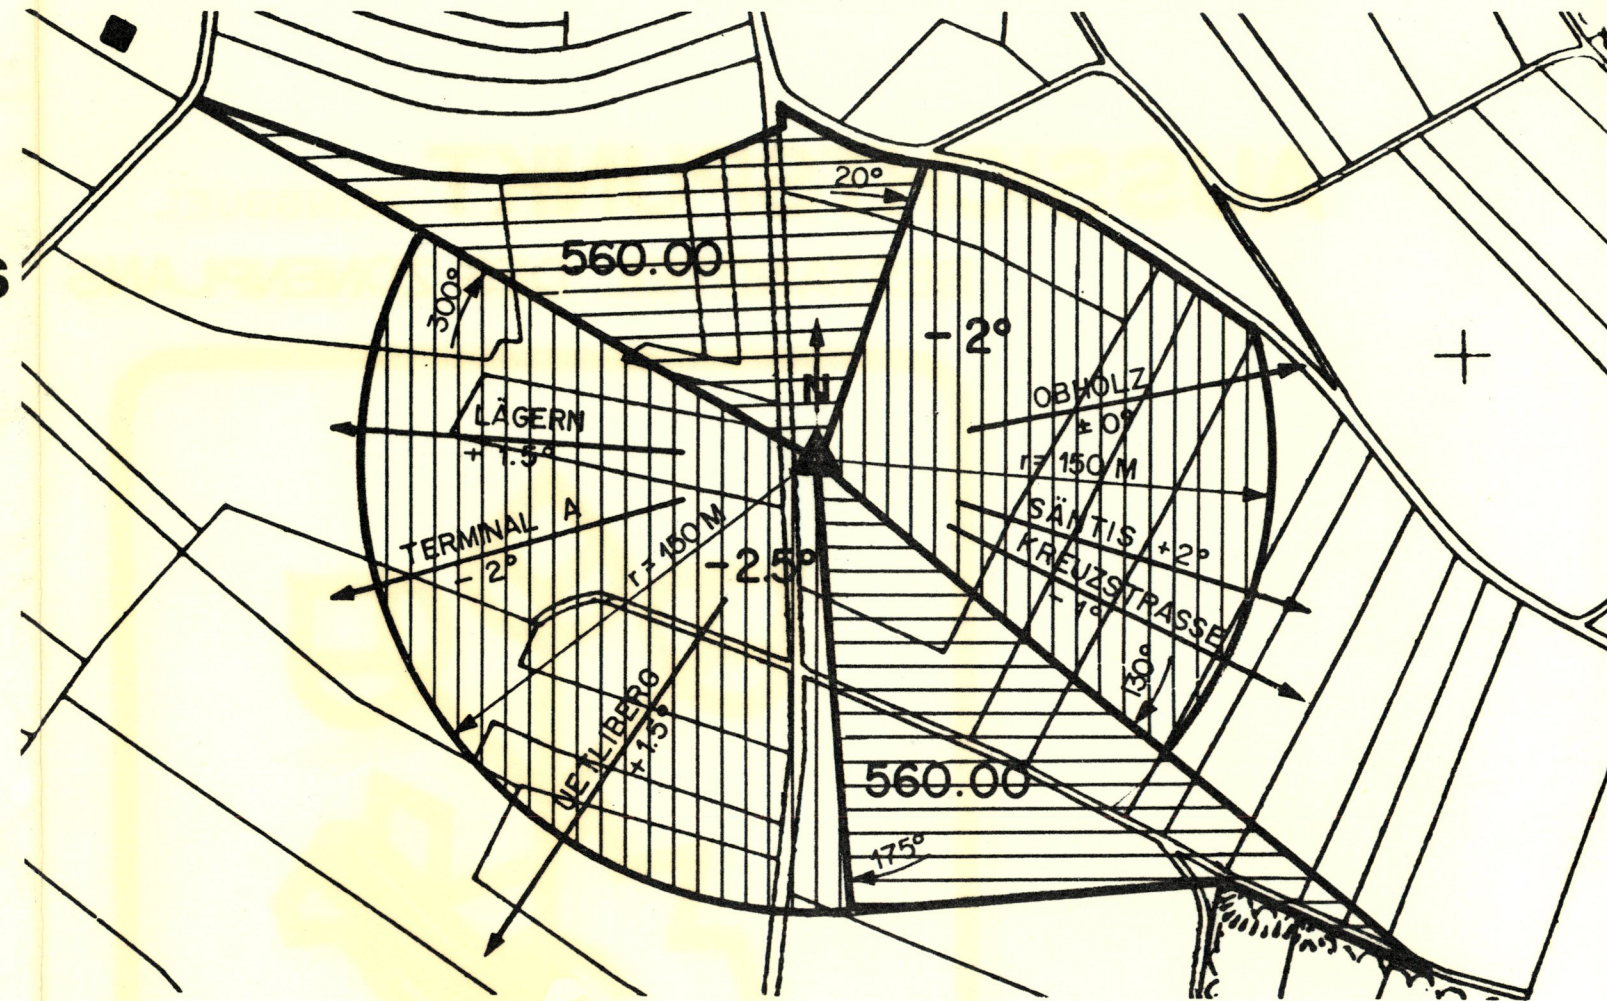 20°
560.00
300°
- 2°
N
OBHOLZ
± 0°
LÄGERN
+ 1.5°
r = 150 M
TERMINAL A
- 2°
r = 150 M
- 2.5°
SÄNTIS +2°
KREUZSTRASSE
- 1°
130°
UETLIBERG
+ 1.5°
560.00
175°